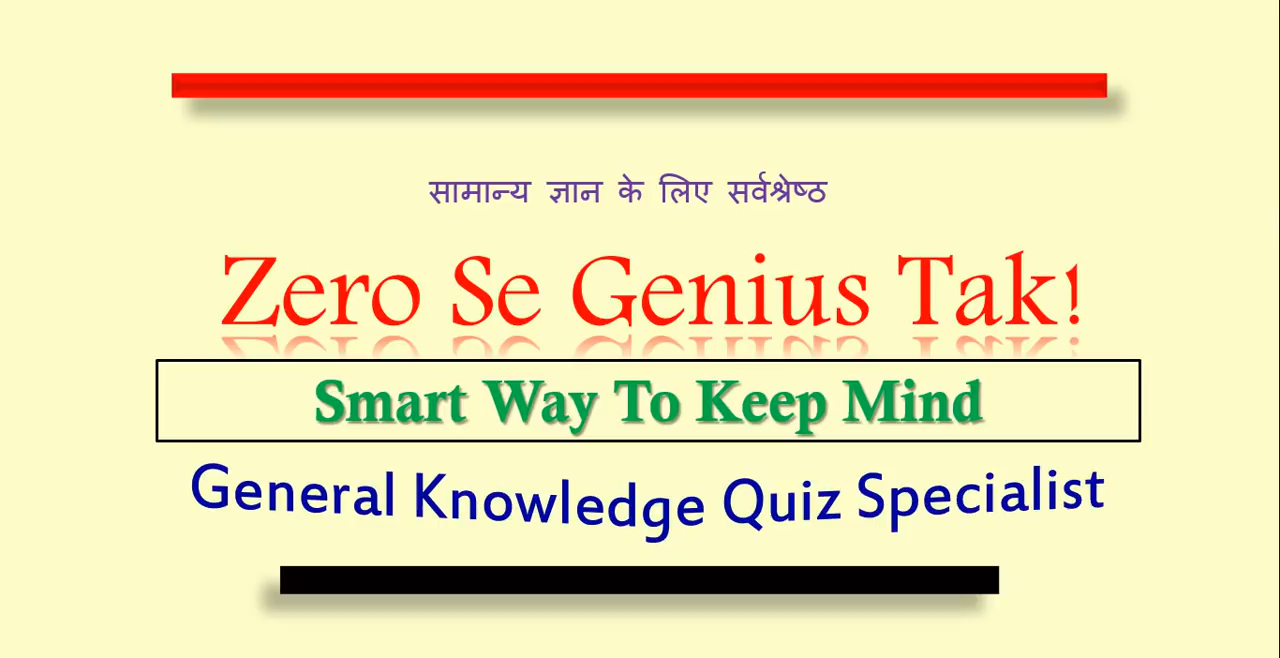 सामान्य ज्ञान के लिए सर्वश्रेष्ठ
Zero Se Genius Tak!
Smart Way To Keep Mind
General Knowledge Quiz Specialist